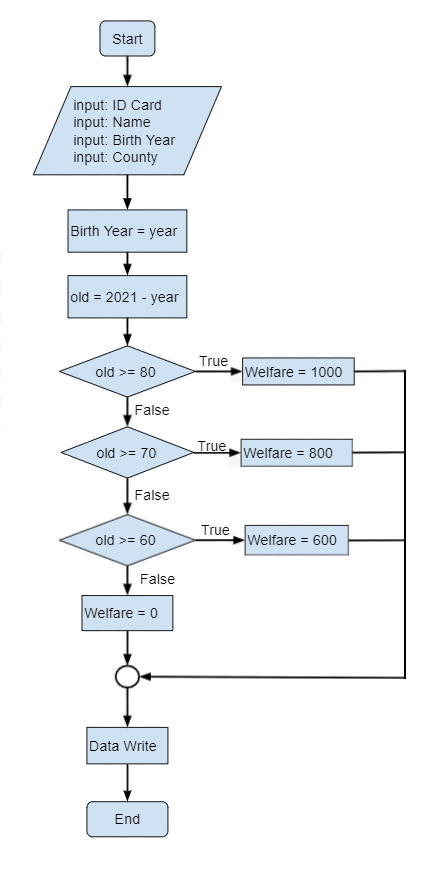 Start
input: ID Card
input: Name
input: Birth Year
input: County
Birth Year = year
old = 2021 - year
old >= 80
True
Welfare = 1000
False
old >= 70
True
Welfare = 800
False
old >= 60
True
Welfare = 600
False
Welfare = 0
Data Write
End